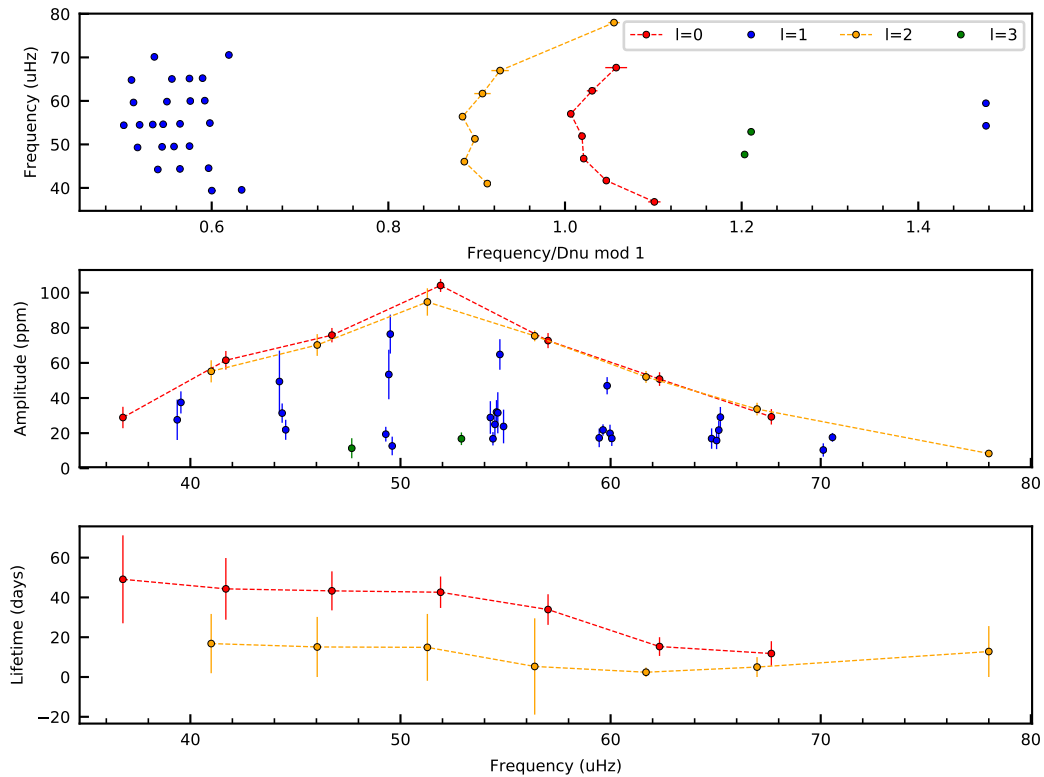 80
70
60
50
40
Frequency (uHz)
l=0 l=1 l=2 l=3
0.6 0.8 1.0 1.2 1.4
Frequency/Dnu mod 1
100
80
60
40
20
0
Amplitude (ppm)
40 50 60 70 80
60
40
20
0
−20
Lifetime (days)
40 50 60 70 80
Frequency (uHz)